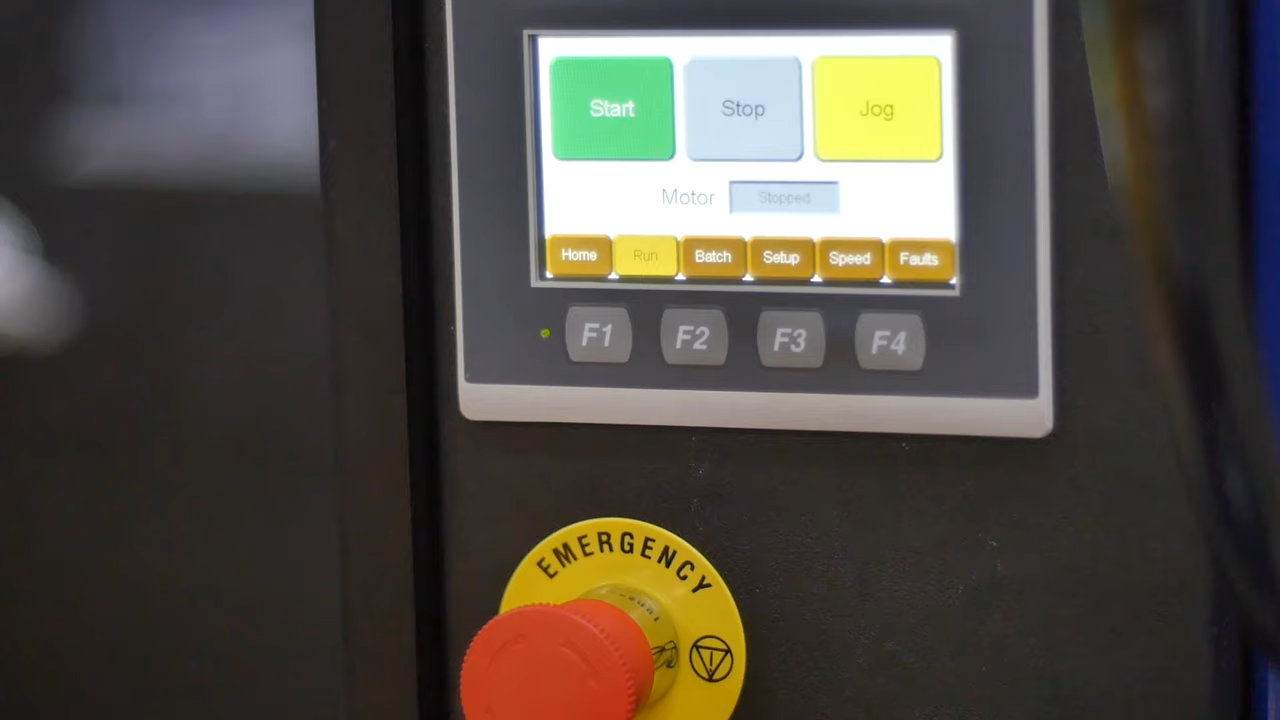 Start Stop Jog
Motor Stopped
Home Run Batch Setup Speed Faults
F1 F2 F3 F4
EMERGENCY